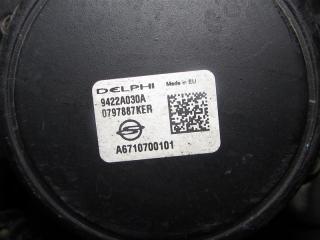 DELPHI Made in EU
9422A030A
0797887KER
A6710700101